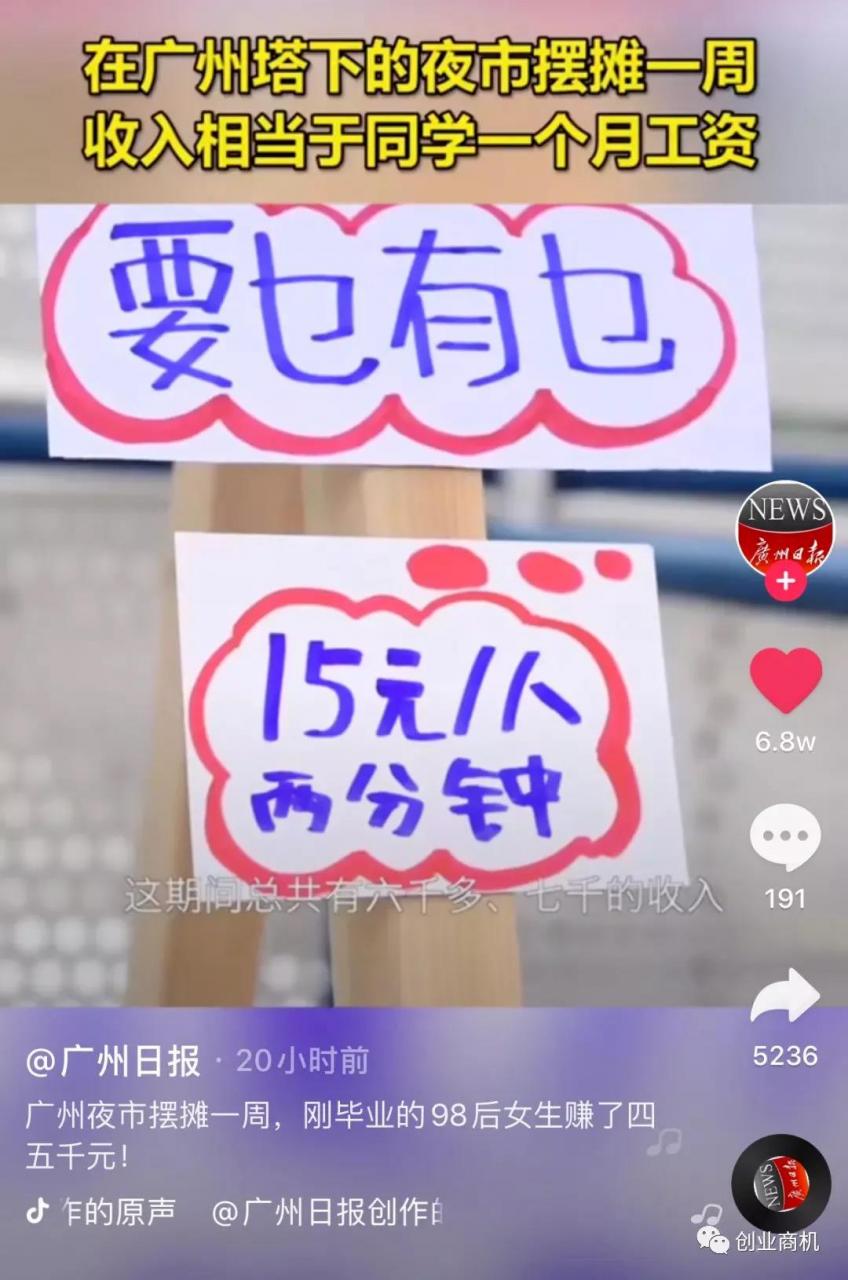 在广州塔下的夜市摆摊一周
收入相当于同学一个月工资
要乜有乜
15元/人
两分钟
这期间总共有六千多、七千的收入
NEWS
廣州日报
6.8w
191
5236
@广州日报 · 20小时前
广州夜市摆摊一周，刚毕业的98后女生赚了四
五千元！
作的原声 @广州日报创作的
NEWS
廣州日报
创业商机